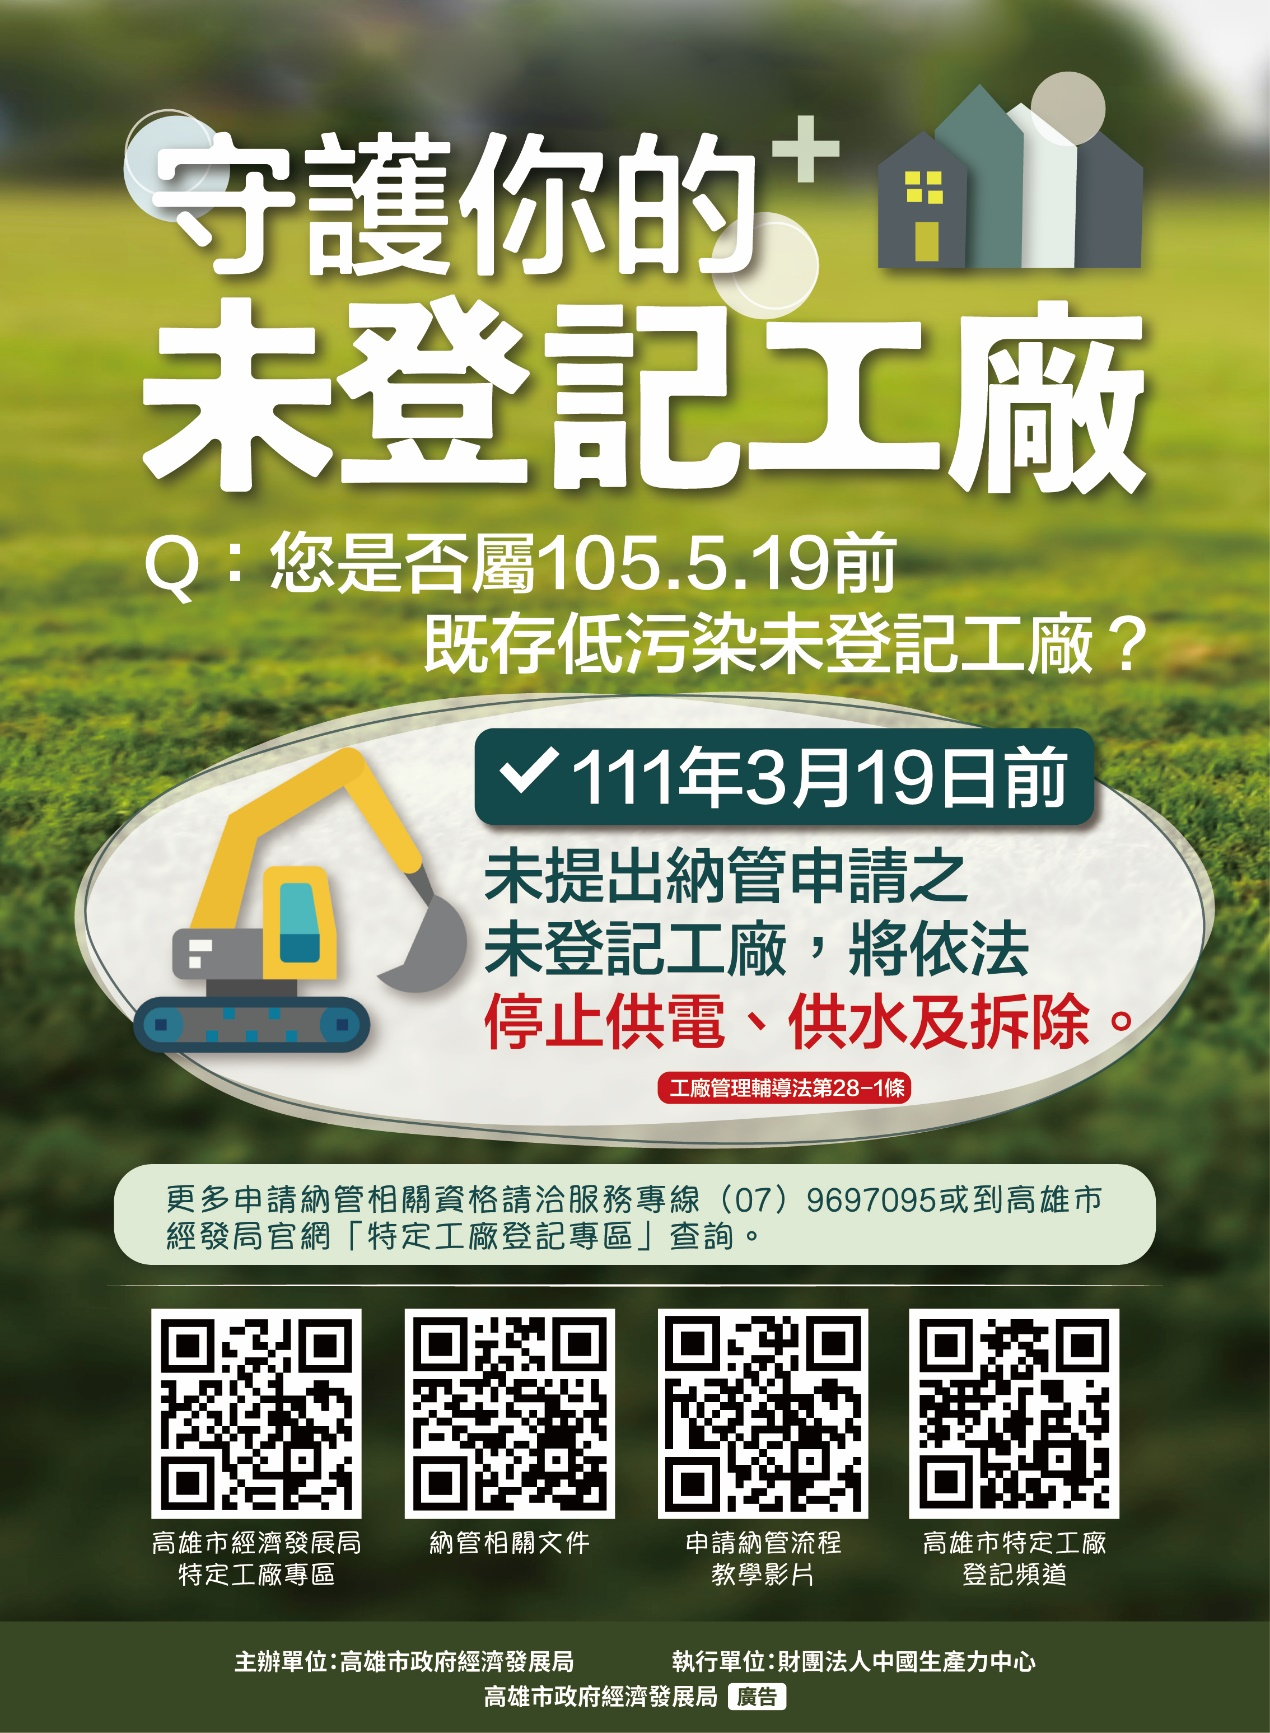 守護你的
未登記工廠
Q：您是否屬105.5.19前
既存低污染未登記工廠？
111年3月19日前
未提出納管申請之
未登記工廠，將依法
停止供電、供水及拆除。
工廠管理輔導法第28-1條
更多申請納管相關資格請洽服務專線（07）9697095或到高雄市
經發局官網「特定工廠登記專區」查詢。
高雄市經濟發展局
特定工廠專區
納管相關文件
申請納管流程
教學影片
高雄市特定工廠
登記頻道
主辦單位：高雄市政府經濟發展局 執行單位：財團法人中國生產力中心
高雄市政府經濟發展局 廣告